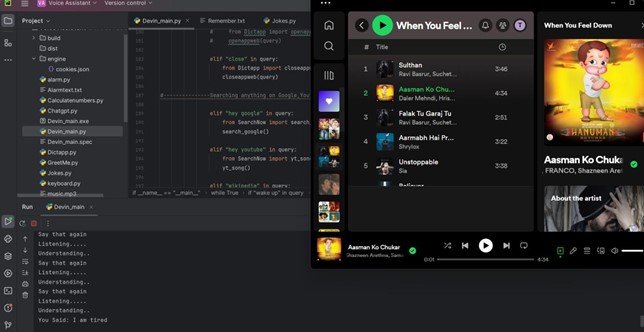 VA Voice Assistant
Version control
Project
build
dist
engine
cookies.json
alarm.py
Alarmtext.txt
Calculatenumbers.py
Chatgpt.py
Devin_main.exe
Devin_main.py
Devin_main.spec
Dictapp.py
GreetMe.py
Jokes.py
keyboard.py
music.mp3
Devin_main.py
Remember.txt
Jokes.py
# from Dictapp import openappweb
# openappweb(query)
elif "close" in query:
from Dictapp import closeappweb
closeappweb(query)
Searching anything on Google,You
elif "hey google" in query:
from SearchNow import search_google
search_google()
elif "hey youtube" in query:
from SearchNow import yt_song
yt_song()
elif "wikipedia" in query:
if __name__ == "__main__"
while True
if "wake up" in query
Run
Devin_main
Say that again
Listening.....
Understanding..
Say that again
Listening.....
Understanding..
Say that again
Listening.....
Understanding..
You Said: I am tired
When You Feel ...
T
# Title
1 Sulthan 3:46
Ravi Basrur, Suchet...
2 Aasman Ko Chu... 4:34
Daler Mehndi, Hria...
3 Falak Tu Garaj Tu 2:51
Ravi Basrur, Suchet...
4 Aarmabh Hai Pr... 3:22
Shrylox
5 Unstoppable 3:38
Sia
Believer
When You Feel Down
HANUMAN
Aasman Ko Chukar
FRANCO, Shazneen Aret
About the artist
Aasman Ko Chukar
Shazneen Arethna, Sam
0:01
4:34